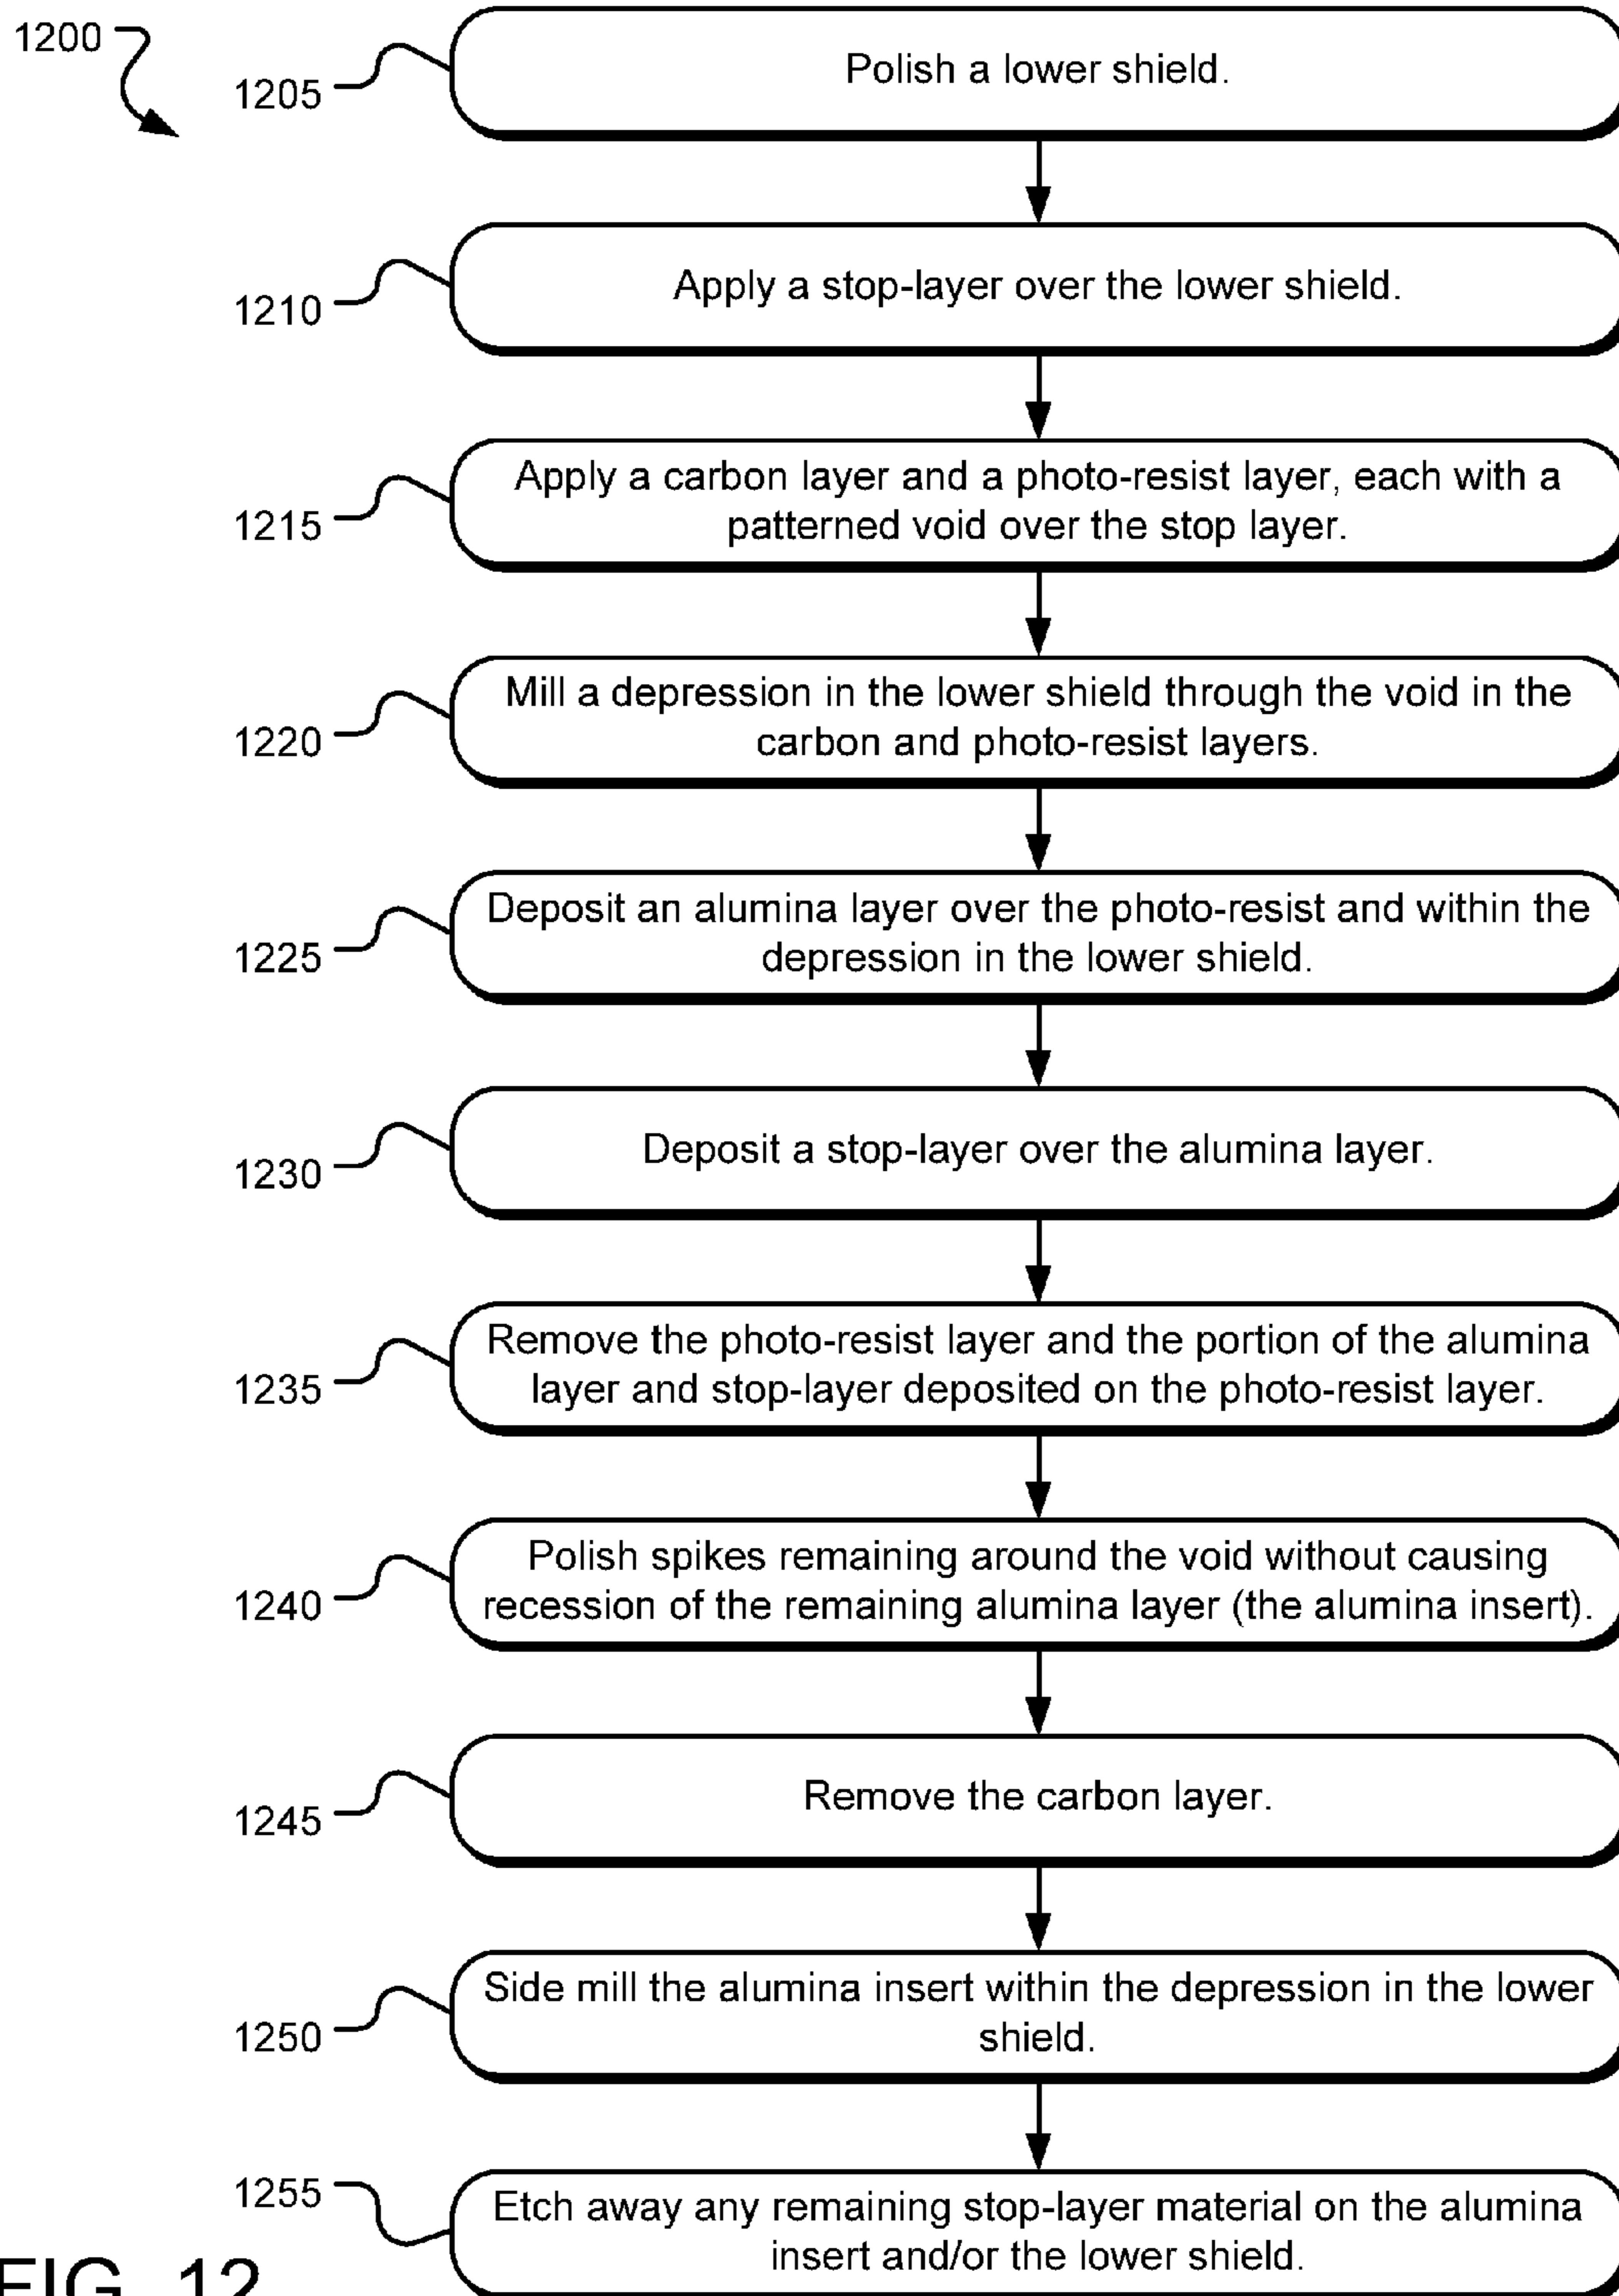 1200
1205
Polish a lower shield.
1210
Apply a stop-layer over the lower shield.
1215
Apply a carbon layer and a photo-resist layer, each with a
patterned void over the stop layer.
1220
Mill a depression in the lower shield through the void in the
carbon and photo-resist layers.
1225
Deposit an alumina layer over the photo-resist and within the
depression in the lower shield.
1230
Deposit a stop-layer over the alumina layer.
1235
Remove the photo-resist layer and the portion of the alumina
layer and stop-layer deposited on the photo-resist layer.
1240
Polish spikes remaining around the void without causing
recession of the remaining alumina layer (the alumina insert).
1245
Remove the carbon layer.
1250
Side mill the alumina insert within the depression in the lower
shield.
1255
Etch away any remaining stop-layer material on the alumina
insert and/or the lower shield.
FIG. 12